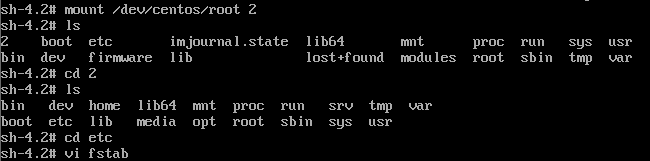 sh-4.2# mount /dev/centos/root 2
sh-4.2# ls
2 boot etc imjournal.state lib64 mnt proc run sys usr
bin dev firmware lib lost+found modules root sbin tmp var
sh-4.2# cd 2
sh-4.2# ls
bin dev home lib64 mnt proc run srv tmp var
boot etc lib media opt root sbin sys usr
sh-4.2# cd etc
sh-4.2# vi fstab